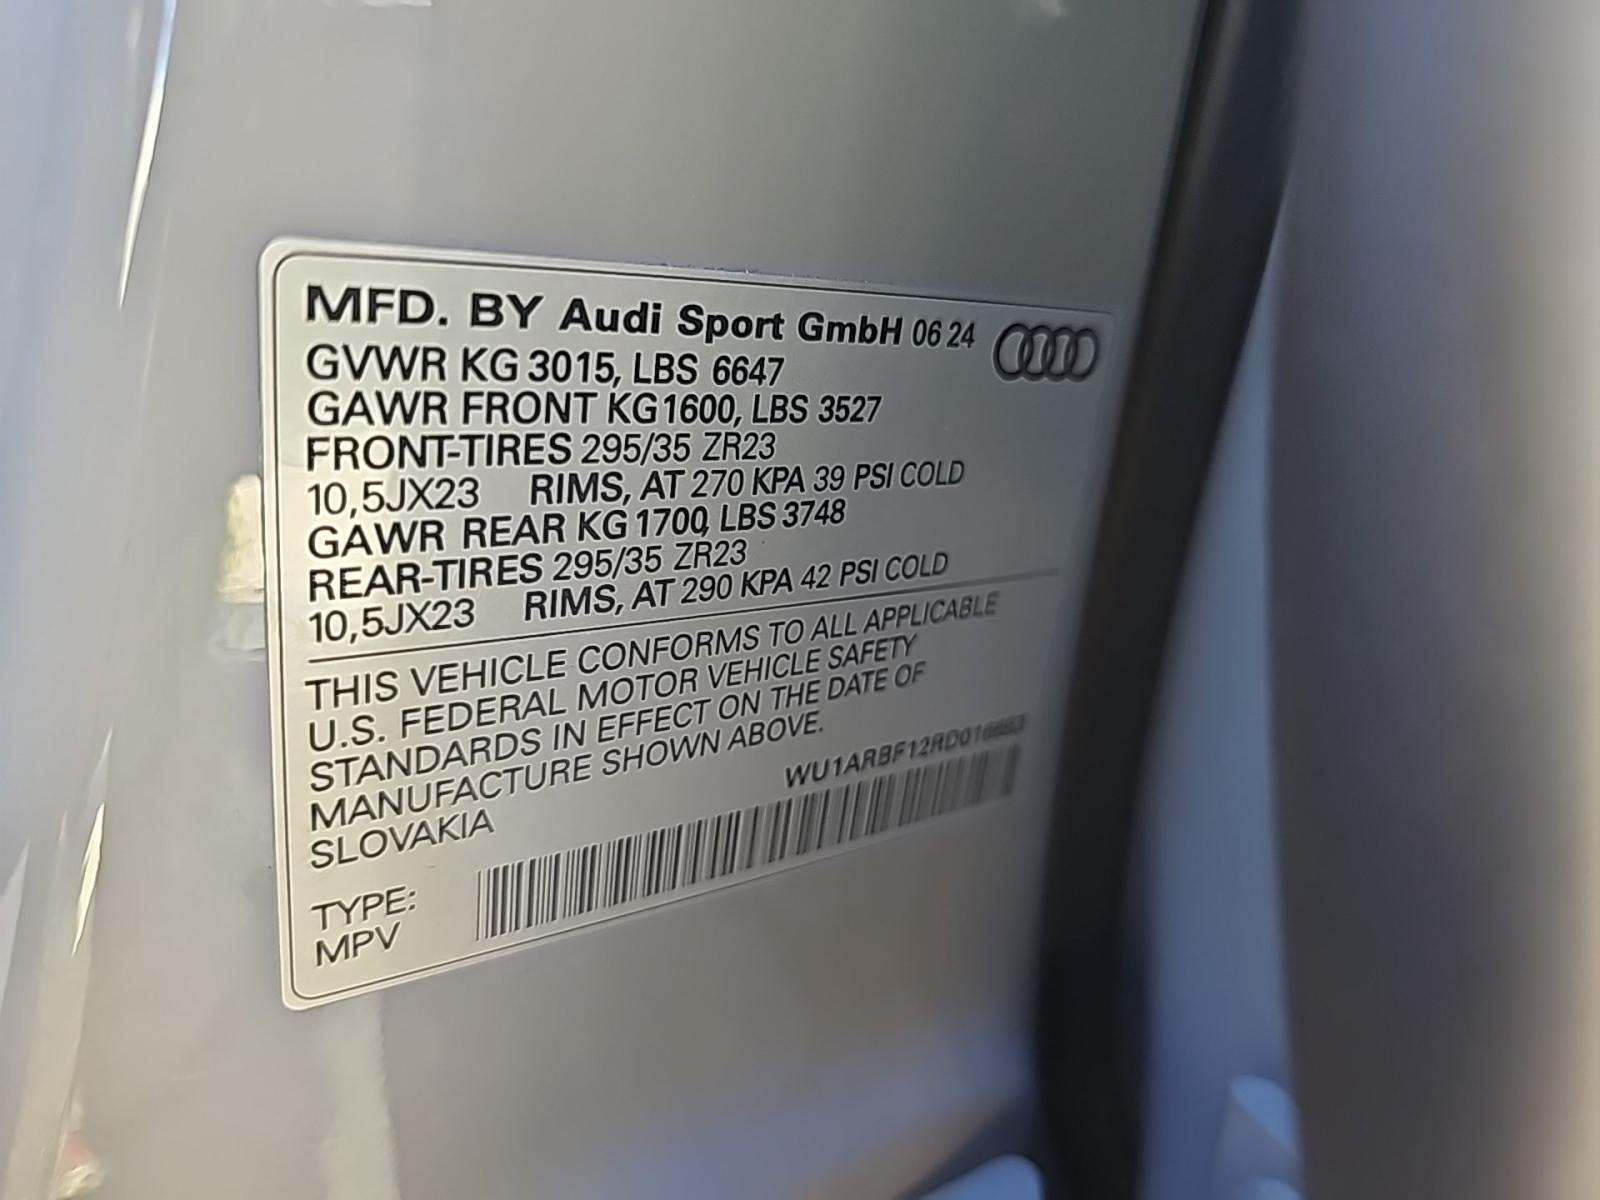 MFD. BY Audi Sport GmbH 06 24
GVWR KG 3015, LBS 6647
GAWR FRONT KG1600, LBS 3527
FRONT-TIRES 295/35 ZR23
10,5JX23 RIMS, AT 270 KPA 39 PSI COLD
GAWR REAR KG 1700, LBS 3748
REAR-TIRES 295/35 ZR23
10,5JX23 RIMS, AT 290 KPA 42 PSI COLD
THIS VEHICLE CONFORMS TO ALL APPLICABLE
U.S. FEDERAL MOTOR VEHICLE SAFETY
STANDARDS IN EFFECT ON THE DATE OF
MANUFACTURE SHOWN ABOVE.
SLOVAKIA
TYPE:
MPV